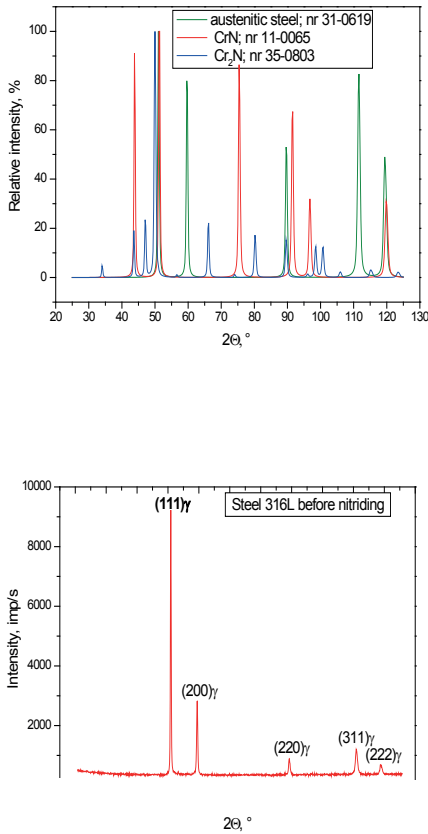 austenitic steel; nr 31-0619
CrN; nr 11-0065
Cr₂N; nr 35-0803
Relative intensity, %
100
80
60
40
20
0
20 30 40 50 60 70 80 90 100 110 120 130
2Θ, °
Steel 316L before nitriding
Intensity, imp/s
10000
8000
6000
4000
2000
(111)γ
(200)γ
(220)γ
(311)γ
(222)γ
2Θ, °